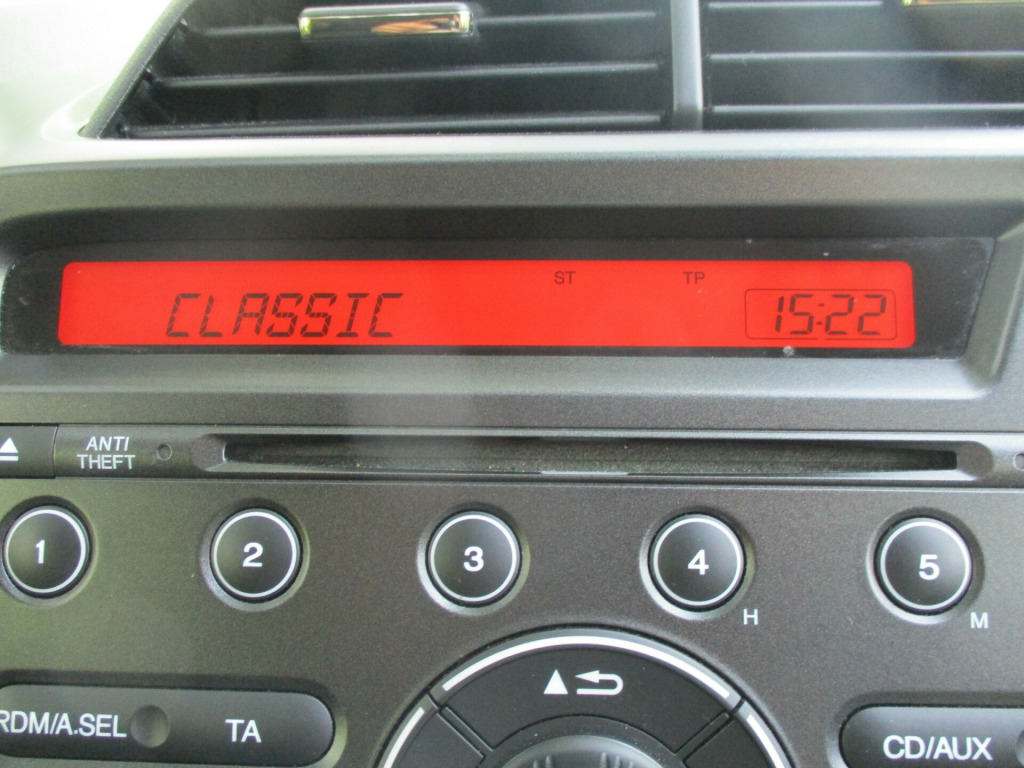 ST TP
CLASSIC 15:22
ANTI
THEFT
1 2 3 4 5
H M
RDM/A.SEL TA CD/AUX